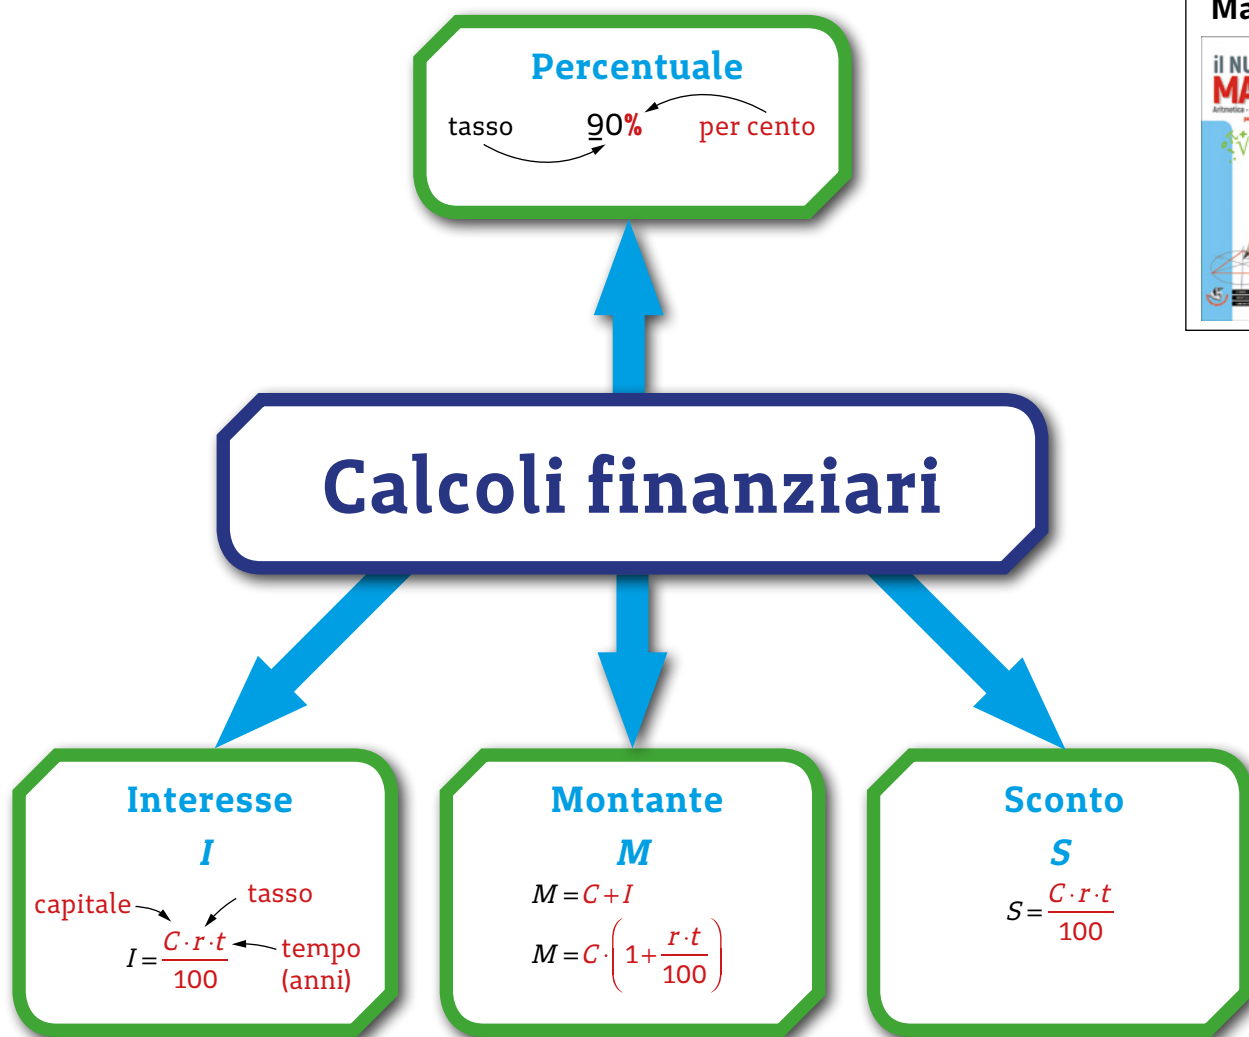 Ma
il NU
MA
Aritmetica -
Percentuale
tasso 90% per cento
Calcoli finanziari
Interesse
I
capitale tasso
I = C · r · t / 100
tempo
(anni)
Montante
M
M = C + I
M = C · (1 + r · t / 100)
Sconto
S
S = C · r · t / 100